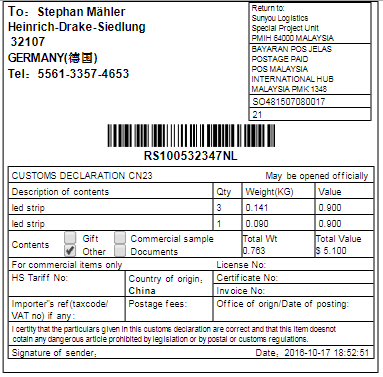 To：Stephan Mähler
Heinrich-Drake-Siedlung
32107
GERMANY(德国)
Tel：5561-3357-4653
Return to:
Sunyou Logistics
Special Project Unit
PMIH 64000 MALAYSIA
BAYARAN POS JELAS
POSTAGE PAID
POS MALAYSIA
INTERNATIONAL HUB
MALAYSIA PMK 1348
SO481507080017
21
RS100532347NL
CUSTOMS DECLARATION CN23 May be opened officially
Description of contents Qty Weight(KG) Value
led strip 3 0.141 0.900
led strip 1 0.090 0.900
Contents Gift Commercial sample Total Wt Total Value
Other Documents 0.763 $ 5.100
For commercial items only License No:
HS Tariff No: Country of origin： Certificate No:
China Invoice No:
Importer"s ref(taxcode/ Postage fees: Office of orign/Date of posting:
VAT no) if any:
I certify that the particulars given in this customs declaration are correct and that this item doesnot
cotain any dangerous article prohibited by legislation or by postal or customs regulations.
Signature of sender： Date：2016-10-17 18:52:51